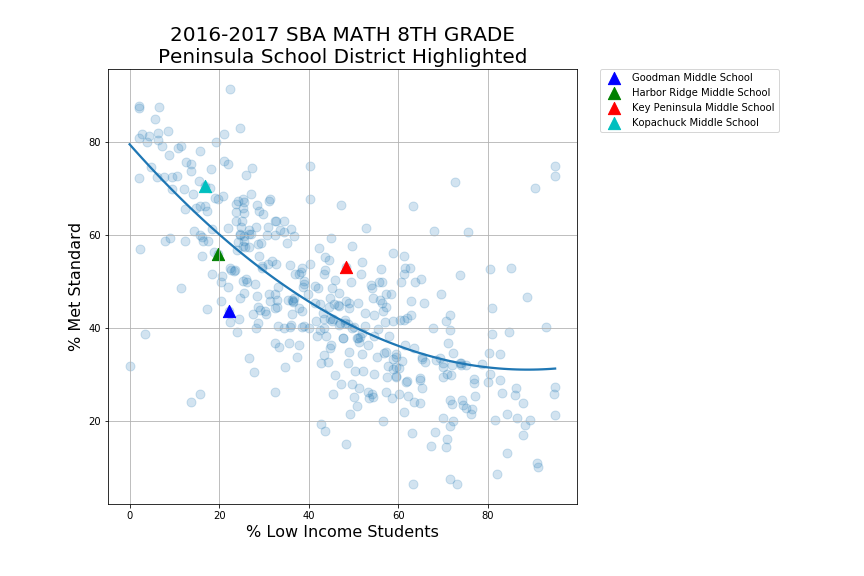 2016-2017 SBA MATH 8TH GRADE
Peninsula School District Highlighted
Goodman Middle School
Harbor Ridge Middle School
Key Peninsula Middle School
Kopachuck Middle School
% Met Standard
80
60
40
20
0 20 40 60 80
% Low Income Students